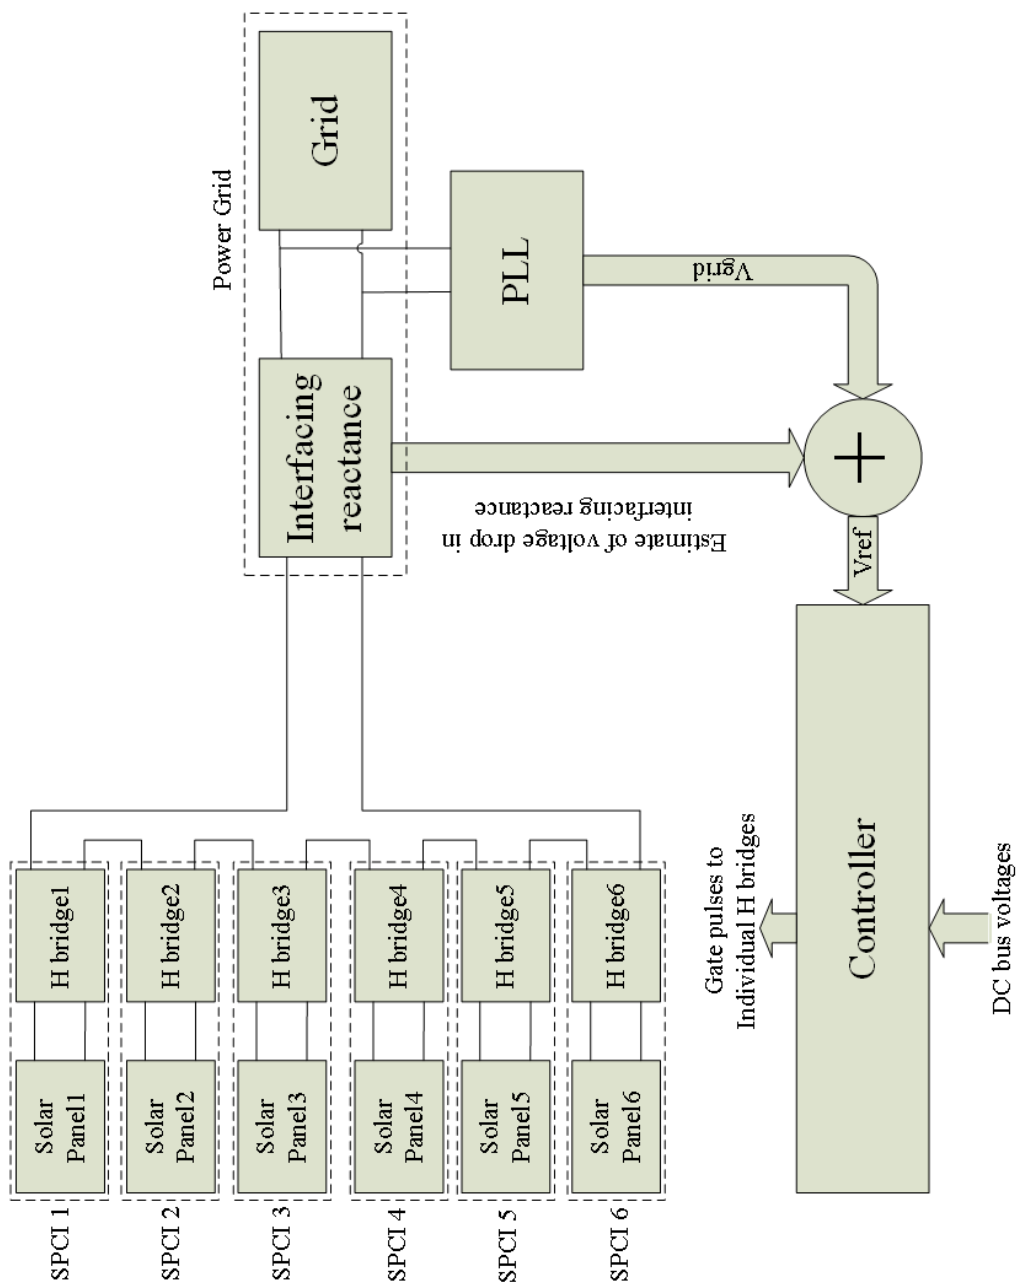 SPCI 1
Solar
Panel1
H bridge1
SPCI 2
Solar
Panel2
H bridge2
SPCI 3
Solar
Panel3
H bridge3
SPCI 4
Solar
Panel4
H bridge4
SPCI 5
Solar
Panel5
H bridge5
SPCI 6
Solar
Panel6
H bridge6
Power Grid
Interfacing
reactance
Grid
PLL
Vgrid
Estimate of voltage drop in
interfacing reactance
Vref
Gate pulses to
Individual H bridges
Controller
DC bus voltages